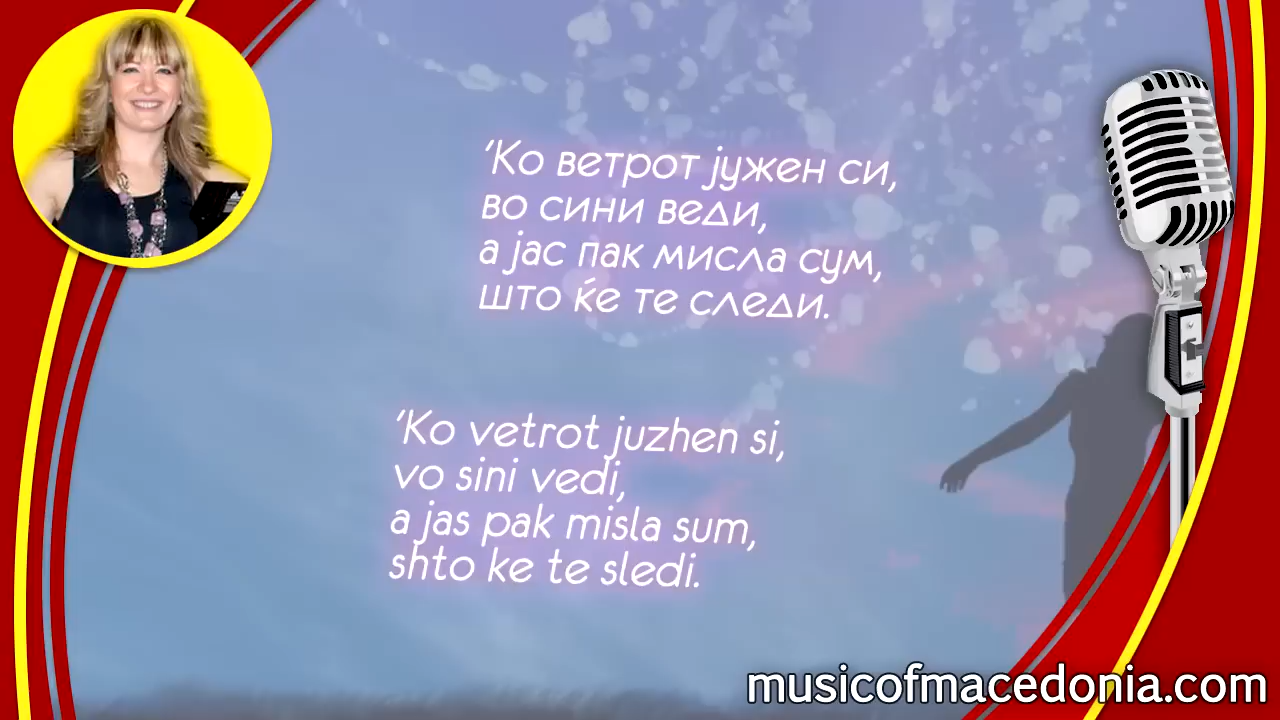 ‘Ко ветрот јужен си,
во сини веди,
а јас пак мисла сум,
што ќе те следи.
‘Ko vetrot juzhen si,
vo sini vedi,
a jas pak misla sum,
shto ke te sledi.
musicofmacedonia.com